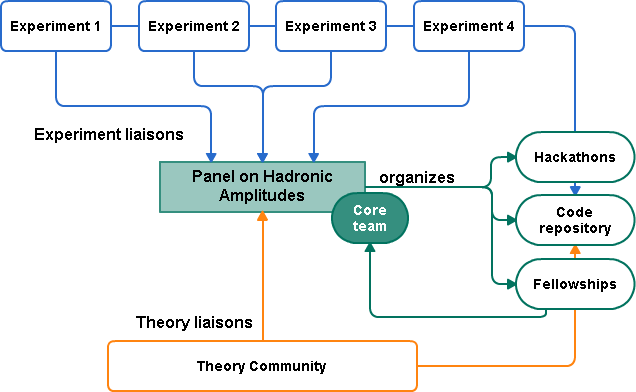 Experiment 1
Experiment 2
Experiment 3
Experiment 4
Experiment liaisons
Panel on Hadronic
Amplitudes
organizes
Hackathons
Core
team
Code
repository
Fellowships
Theory liaisons
Theory Community